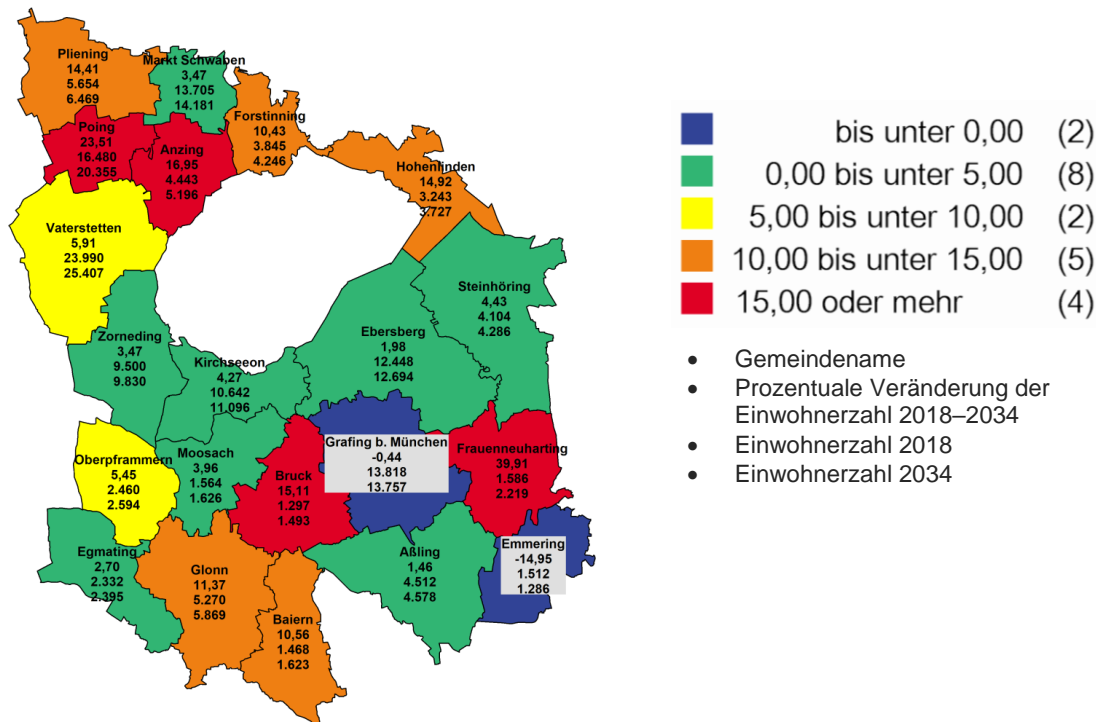 Pliening
14,41
5.654
6.469
Markt Schwaben
3,47
13.705
14.181
Forstinning
10,43
3.845
4.246
Poing
23,51
16.480
20.355
Anzing
16,95
4.443
5.196
Hohenlinden
14,92
3.243
3.727
Vaterstetten
5,91
23.990
25.407
Steinhöring
4,43
4.104
4.286
Ebersberg
1,98
12.448
12.694
Zorneding
3,47
9.500
9.830
Kirchseeon
4,27
10.642
11.096
Grafing b. München
-0,44
13.818
13.757
Frauenneuharting
39,91
1.586
2.219
Oberpframmern
5,45
2.460
2.594
Moosach
3,96
1.564
1.626
Bruck
15,11
1.297
1.493
Egmating
2,70
2.332
2.395
Glonn
11,37
5.270
5.869
Aßling
1,46
4.512
4.578
Emmering
-14,95
1.512
1.286
Baiern
10,56
1.468
1.623
bis unter 0,00 (2)
0,00 bis unter 5,00 (8)
5,00 bis unter 10,00 (2)
10,00 bis unter 15,00 (5)
15,00 oder mehr (4)
• Gemeindename
• Prozentuale Veränderung der
Einwohnerzahl 2018–2034
• Einwohnerzahl 2018
• Einwohnerzahl 2034